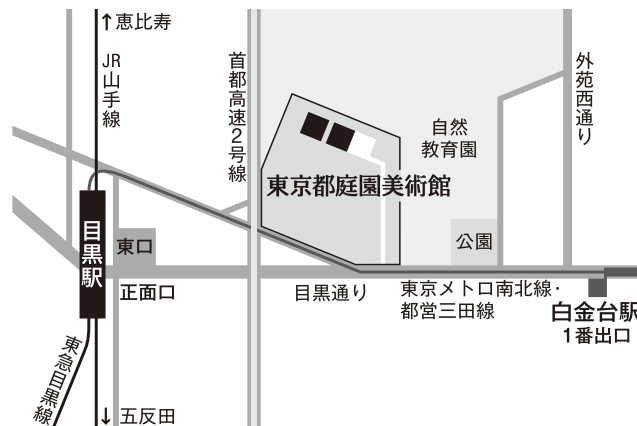 ↑恵比寿
JR山手線
首都高速2号線
外苑西通り
自然
教育園
東京都庭園美術館
目黒駅
東口
公園
正面口
目黒通り
東京メトロ南北線・
都営三田線
白金台駅
1番出口
東急目黒線
↓五反田